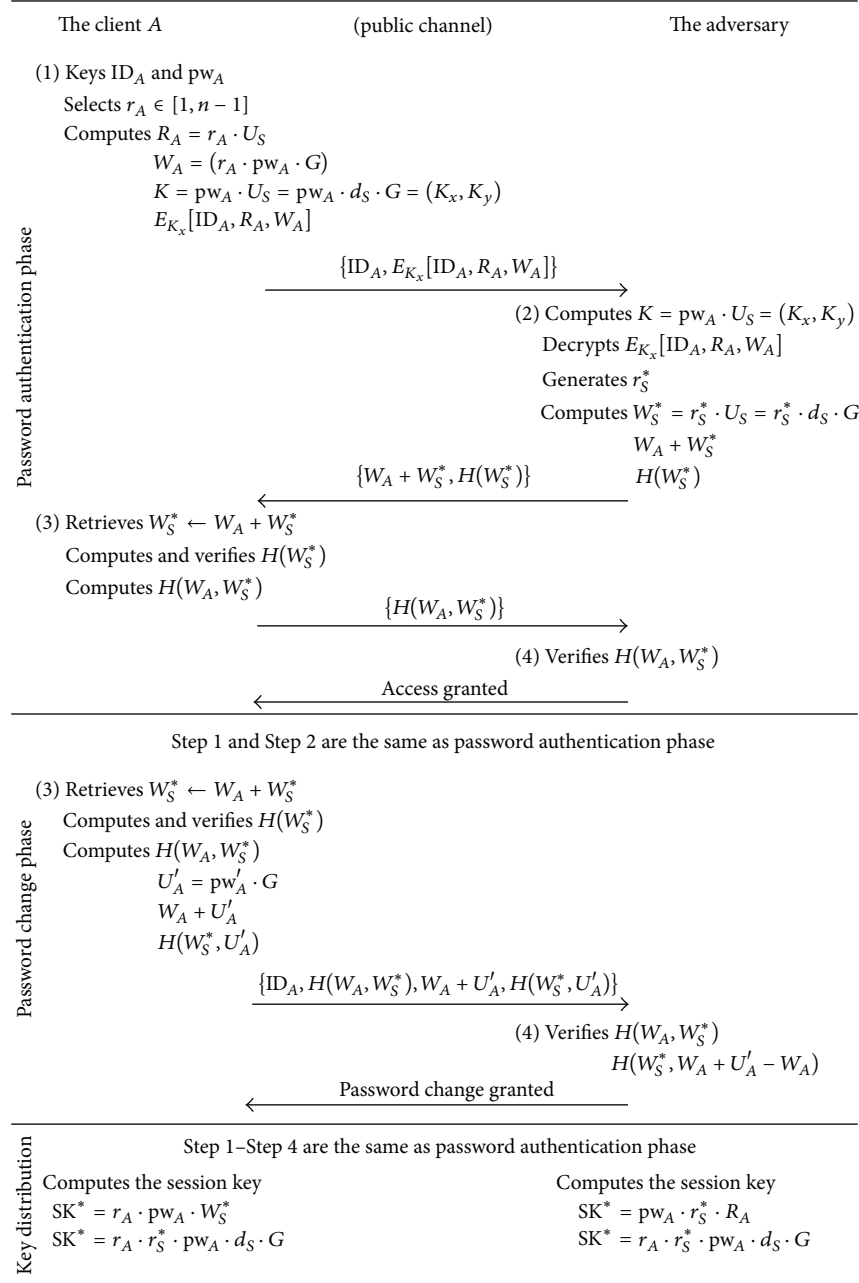 The client A (public channel) The adversary
Password authentication phase
(1) Keys ID_A and pw_A
Selects r_A ∈ [1, n − 1]
Computes R_A = r_A · U_S
W_A = (r_A · pw_A · G)
K = pw_A · U_S = pw_A · d_S · G = (K_x, K_y)
E_{K_x}[ID_A, R_A, W_A]
{ID_A, E_{K_x}[ID_A, R_A, W_A]}
(2) Computes K = pw_A · U_S = (K_x, K_y)
Decrypts E_{K_x}[ID_A, R_A, W_A]
Generates r_S^*
Computes W_S^* = r_S^* · U_S = r_S^* · d_S · G
W_A + W_S^*
H(W_S^*)
{W_A + W_S^*, H(W_S^*)}
(3) Retrieves W_S^* ← W_A + W_S^*
Computes and verifies H(W_S^*)
Computes H(W_A, W_S^*)
{H(W_A, W_S^*)}
(4) Verifies H(W_A, W_S^*)
Access granted
Step 1 and Step 2 are the same as password authentication phase
Password change phase
(3) Retrieves W_S^* ← W_A + W_S^*
Computes and verifies H(W_S^*)
Computes H(W_A, W_S^*)
U′_A = pw′_A · G
W_A + U′_A
H(W_S^*, U′_A)
{ID_A, H(W_A, W_S^*), W_A + U′_A, H(W_S^*, U′_A)}
(4) Verifies H(W_A, W_S^*)
H(W_S^*, W_A + U′_A − W_A)
Password change granted
Key distribution
Step 1–Step 4 are the same as password authentication phase
Computes the session key
SK^* = r_A · pw_A · W_S^*
SK^* = r_A · r_S^* · pw_A · d_S · G
Computes the session key
SK^* = pw_A · r_S^* · R_A
SK^* = r_A · r_S^* · pw_A · d_S · G